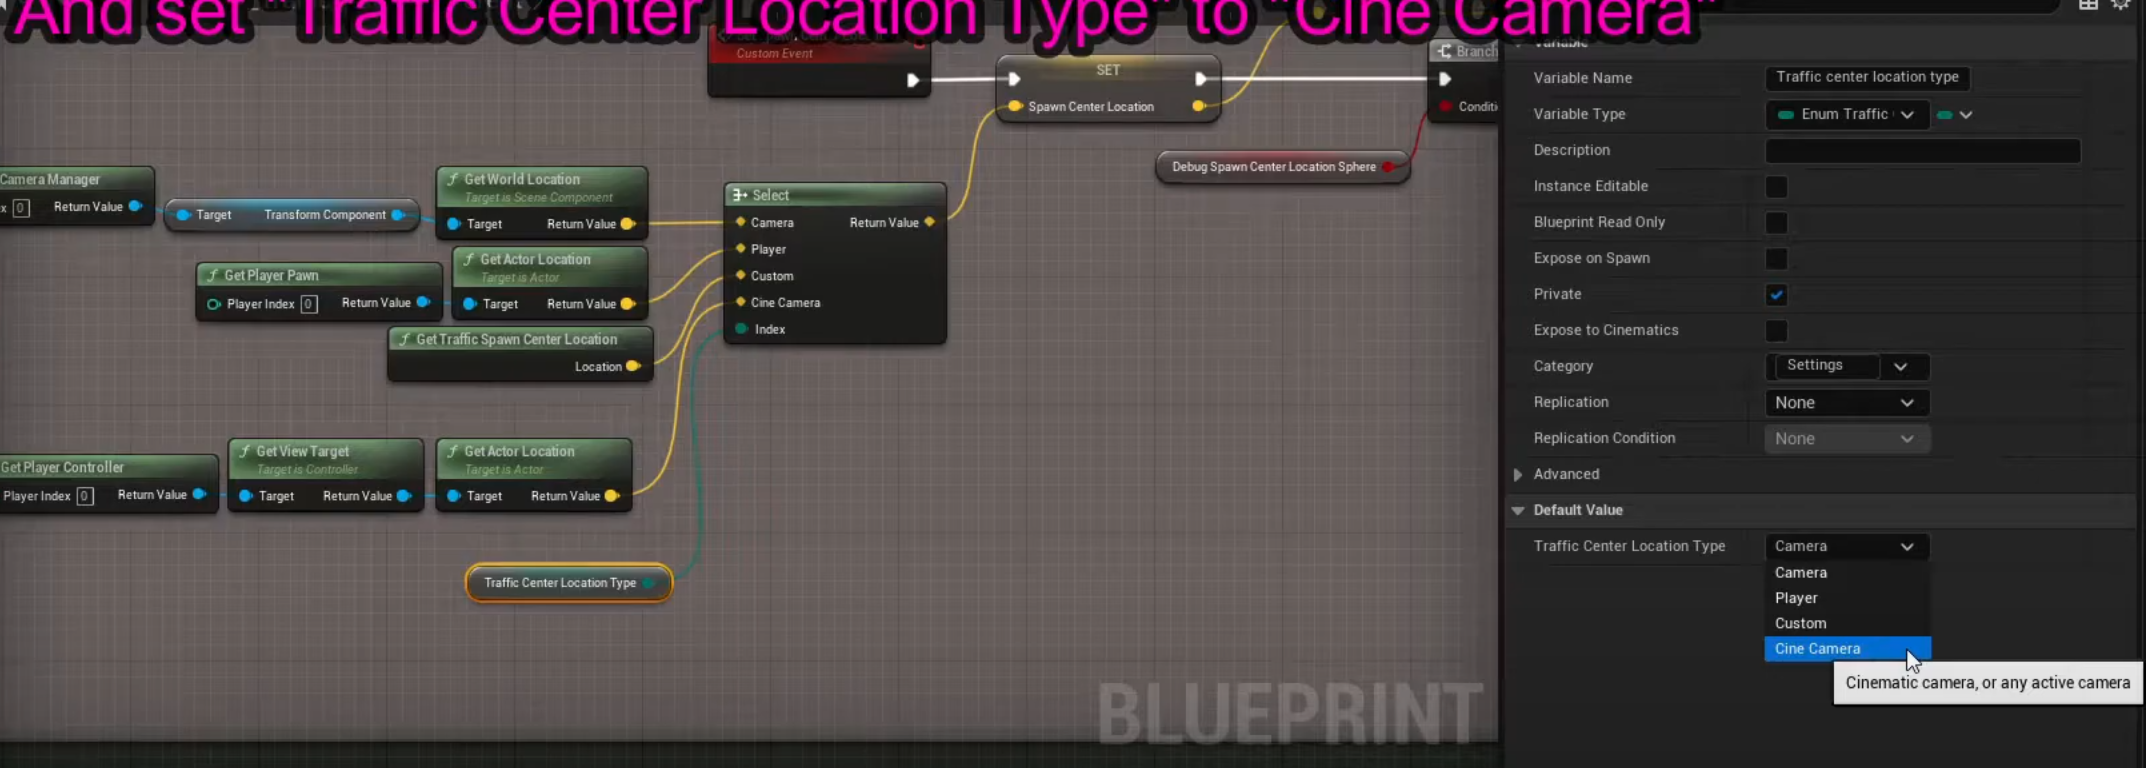 And set "Traffic Center Location Type" to "Cine Camera"
Custom Event
SET
Spawn Center Location
Branch
Debug Spawn Center Location Sphere
Camera Manager
0
Return Value
Target
Transform Component
Get World Location
Target is Scene Component
Target
Return Value
Get Player Pawn
Player Index 0
Return Value
Get Actor Location
Target is Actor
Target
Return Value
Get Traffic Spawn Center Location
Location
Select
Camera
Return Value
Player
Custom
Cine Camera
Index
Get Player Controller
Player Index 0
Return Value
Get View Target
Target is Controller
Target
Return Value
Get Actor Location
Target is Actor
Target
Return Value
Traffic Center Location Type
BLUEPRINT
Variable
Variable Name
Traffic center location type
Variable Type
Enum Traffic
Description
Instance Editable
Blueprint Read Only
Expose on Spawn
Private
Expose to Cinematics
Category
Settings
Replication
None
Replication Condition
None
Advanced
Default Value
Traffic Center Location Type
Camera
Camera
Player
Custom
Cine Camera
Cinematic camera, or any active camera